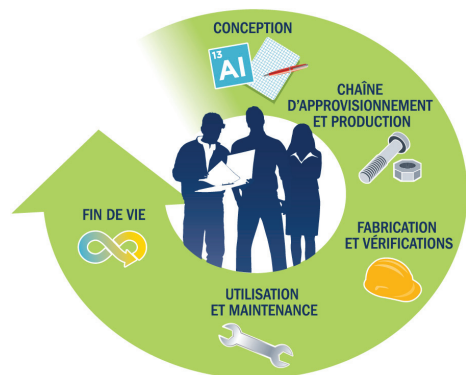 CONCEPTION
13
Al
CHAÎNE
D'APPROVISIONNEMENT
ET PRODUCTION
FABRICATION
ET VÉRIFICATIONS
UTILISATION
ET MAINTENANCE
FIN DE VIE